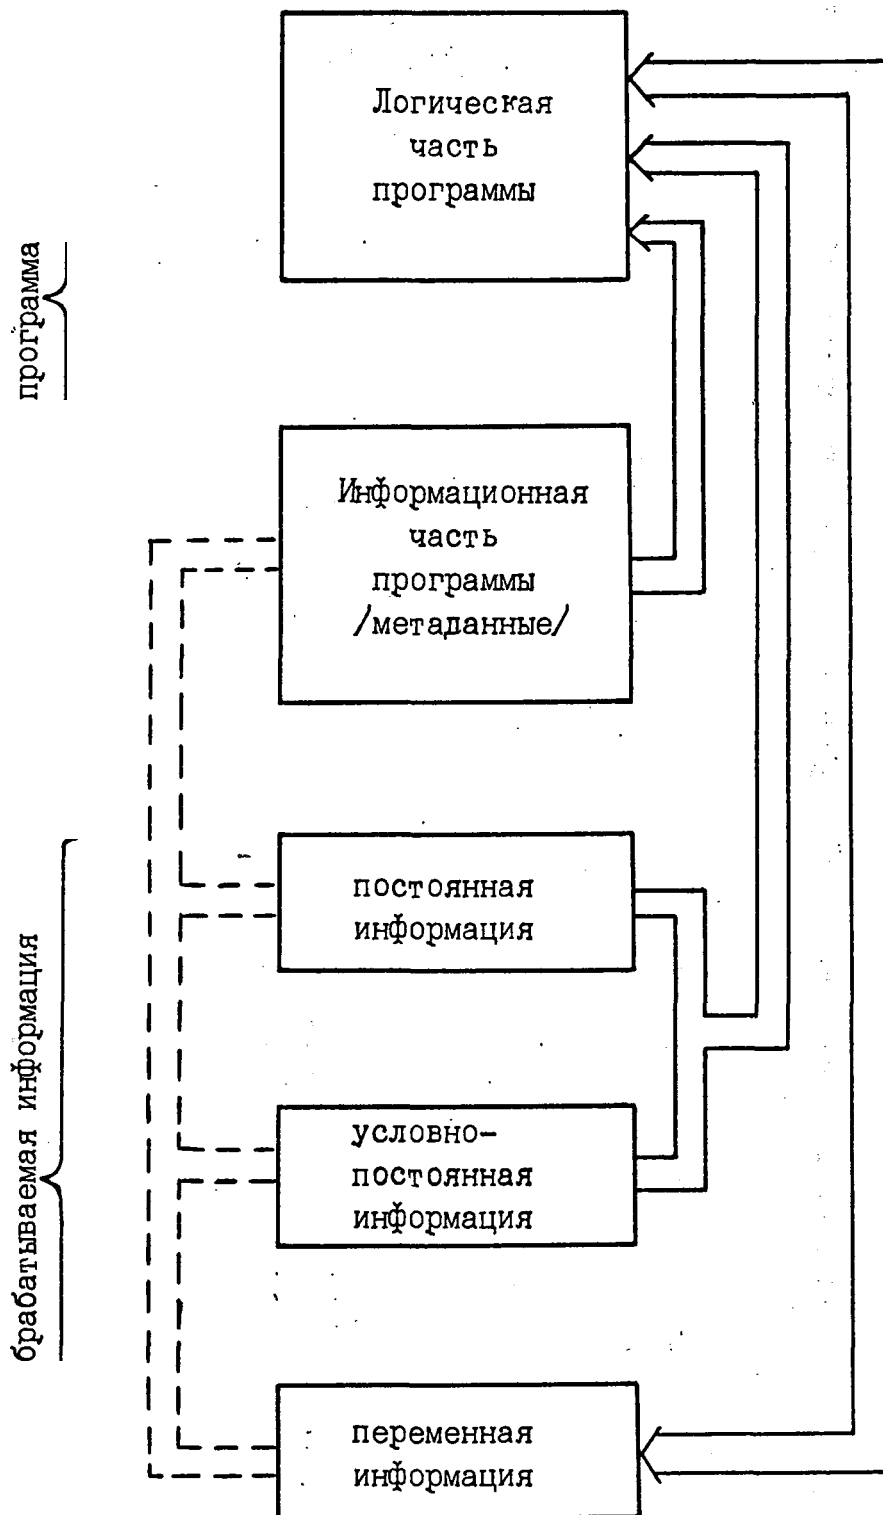 Логическая
часть
программы
программа
Информационная
часть
программы
/метаданные/
постоянная
информация
брабатываемая информация
условно-
постоянная
информация
переменная
информация